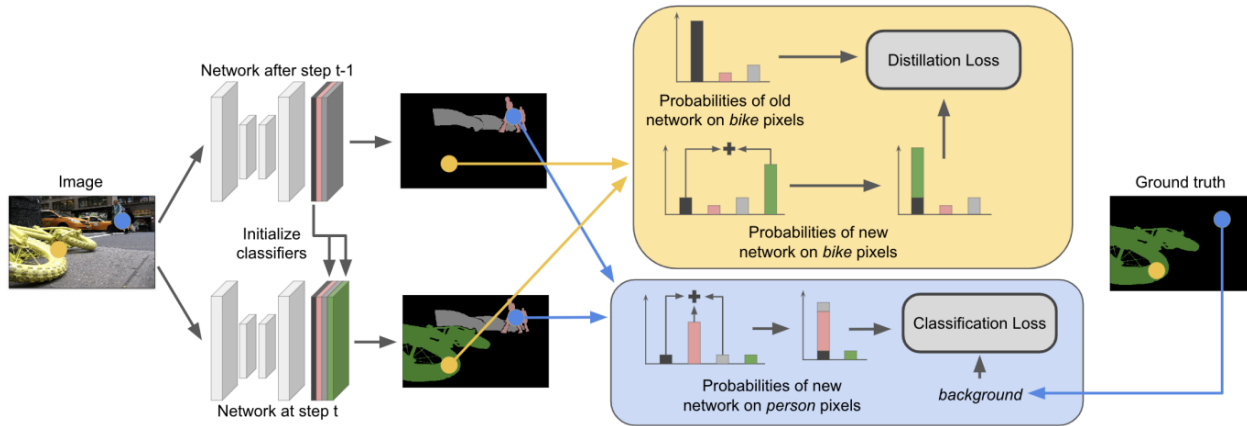 Network after step t-1
Image
Initialize
classifiers
Network at step t
Probabilities of old
network on bike pixels
Distillation Loss
Probabilities of new
network on bike pixels
Ground truth
Probabilities of new
network on person pixels
Classification Loss
background